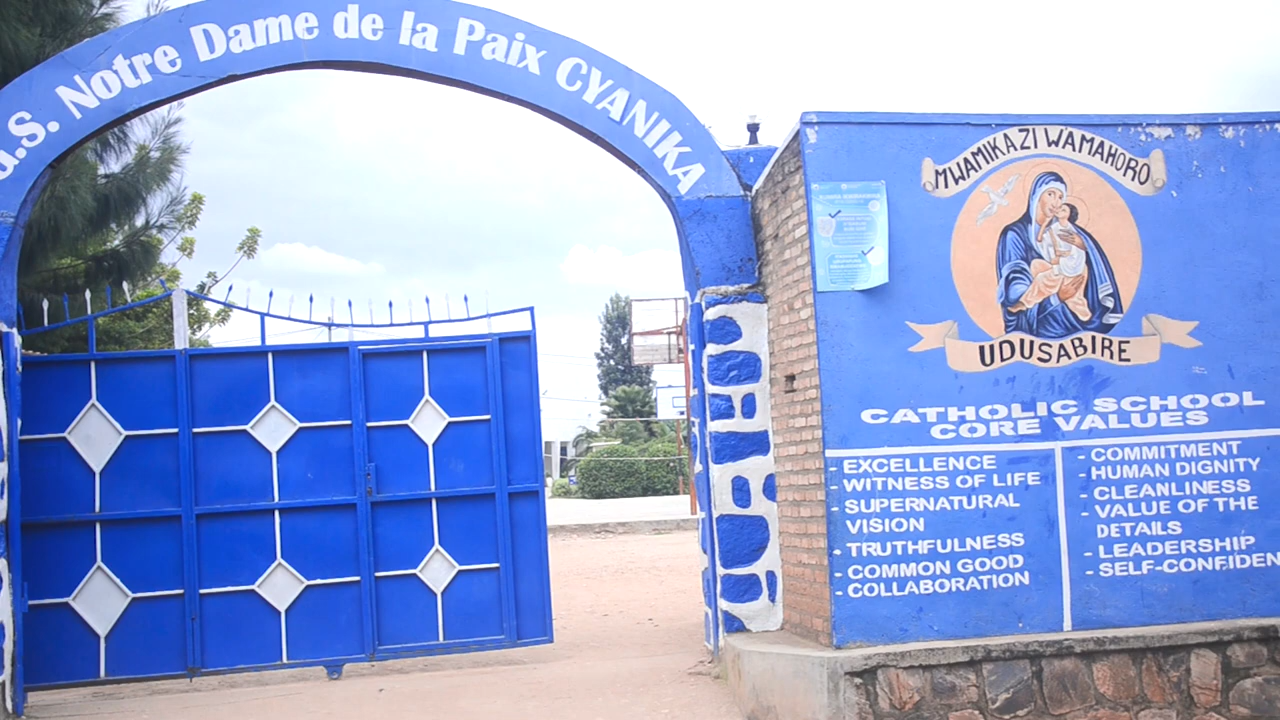 G.S. Notre Dame de la Paix CYANIKA
MWAMIKAZI WAMAHORO
UDUSABIRE
CATHOLIC SCHOOL
CORE VALUES
- EXCELLENCE
- WITNESS OF LIFE
- SUPERNATURAL
VISION
- TRUTHFULNESS
- COMMON GOOD
- COLLABORATION
- COMMITMENT
- HUMAN DIGNITY
- CLEANLINESS
- VALUE OF THE
DETAILS
- LEADERSHIP
- SELF-CONFIDEN